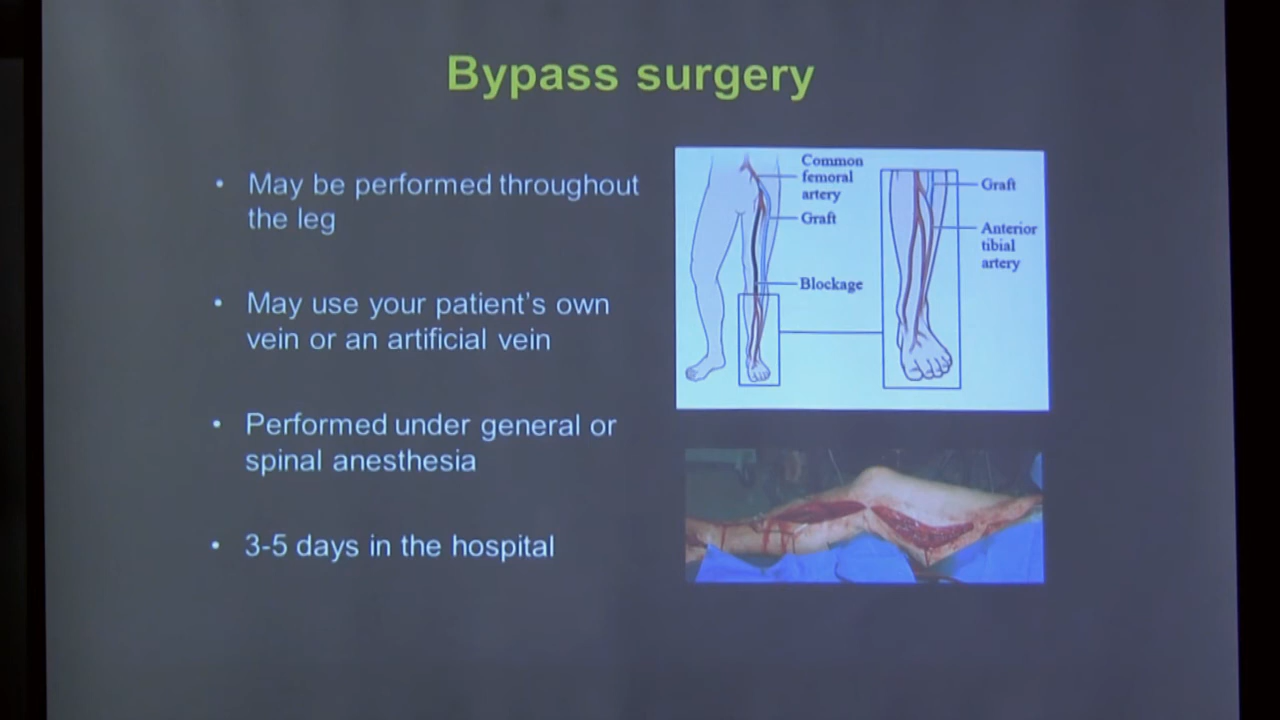 Bypass surgery
• May be performed throughout
the leg
• May use your patient's own
vein or an artificial vein
• Performed under general or
spinal anesthesia
• 3-5 days in the hospital
Common
femoral
artery
Graft
Blockage
Graft
Anterior
tibial
artery